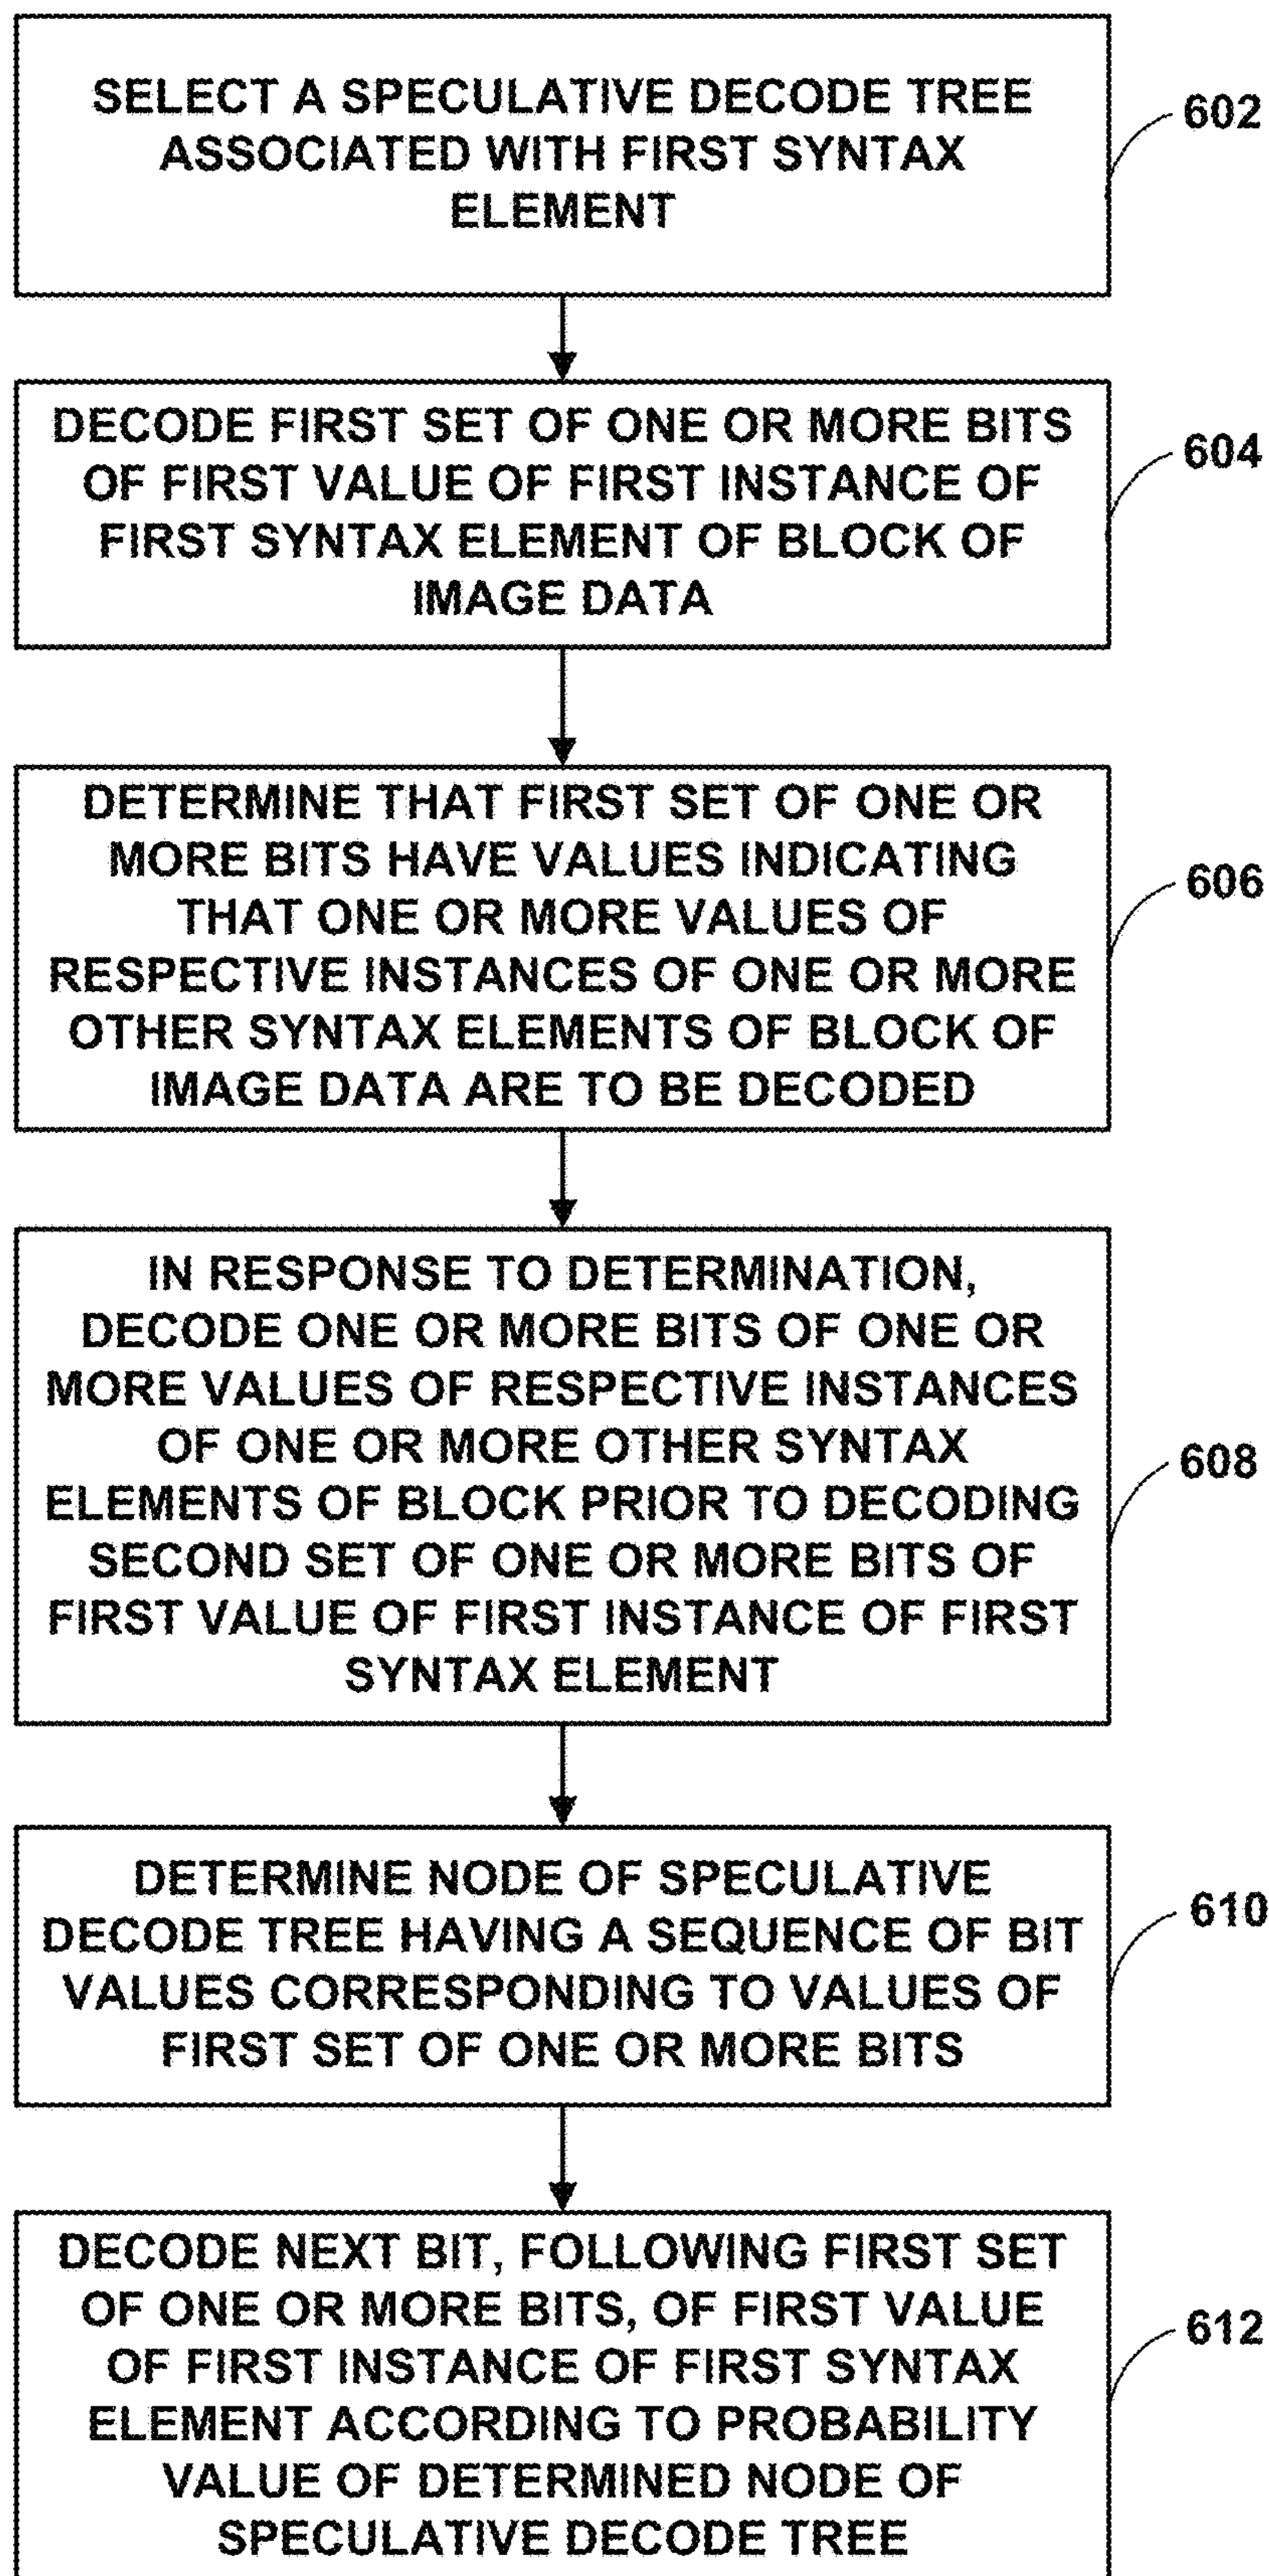 SELECT A SPECULATIVE DECODE TREE
ASSOCIATED WITH FIRST SYNTAX
ELEMENT
602
DECODE FIRST SET OF ONE OR MORE BITS
OF FIRST VALUE OF FIRST INSTANCE OF
FIRST SYNTAX ELEMENT OF BLOCK OF
IMAGE DATA
604
DETERMINE THAT FIRST SET OF ONE OR
MORE BITS HAVE VALUES INDICATING
THAT ONE OR MORE VALUES OF
RESPECTIVE INSTANCES OF ONE OR MORE
OTHER SYNTAX ELEMENTS OF BLOCK OF
IMAGE DATA ARE TO BE DECODED
606
IN RESPONSE TO DETERMINATION,
DECODE ONE OR MORE BITS OF ONE OR
MORE VALUES OF RESPECTIVE INSTANCES
OF ONE OR MORE OTHER SYNTAX
ELEMENTS OF BLOCK PRIOR TO DECODING
SECOND SET OF ONE OR MORE BITS OF
FIRST VALUE OF FIRST INSTANCE OF FIRST
SYNTAX ELEMENT
608
DETERMINE NODE OF SPECULATIVE
DECODE TREE HAVING A SEQUENCE OF BIT
VALUES CORRESPONDING TO VALUES OF
FIRST SET OF ONE OR MORE BITS
610
DECODE NEXT BIT, FOLLOWING FIRST SET
OF ONE OR MORE BITS, OF FIRST VALUE
OF FIRST INSTANCE OF FIRST SYNTAX
ELEMENT ACCORDING TO PROBABILITY
VALUE OF DETERMINED NODE OF
SPECULATIVE DECODE TREE
612